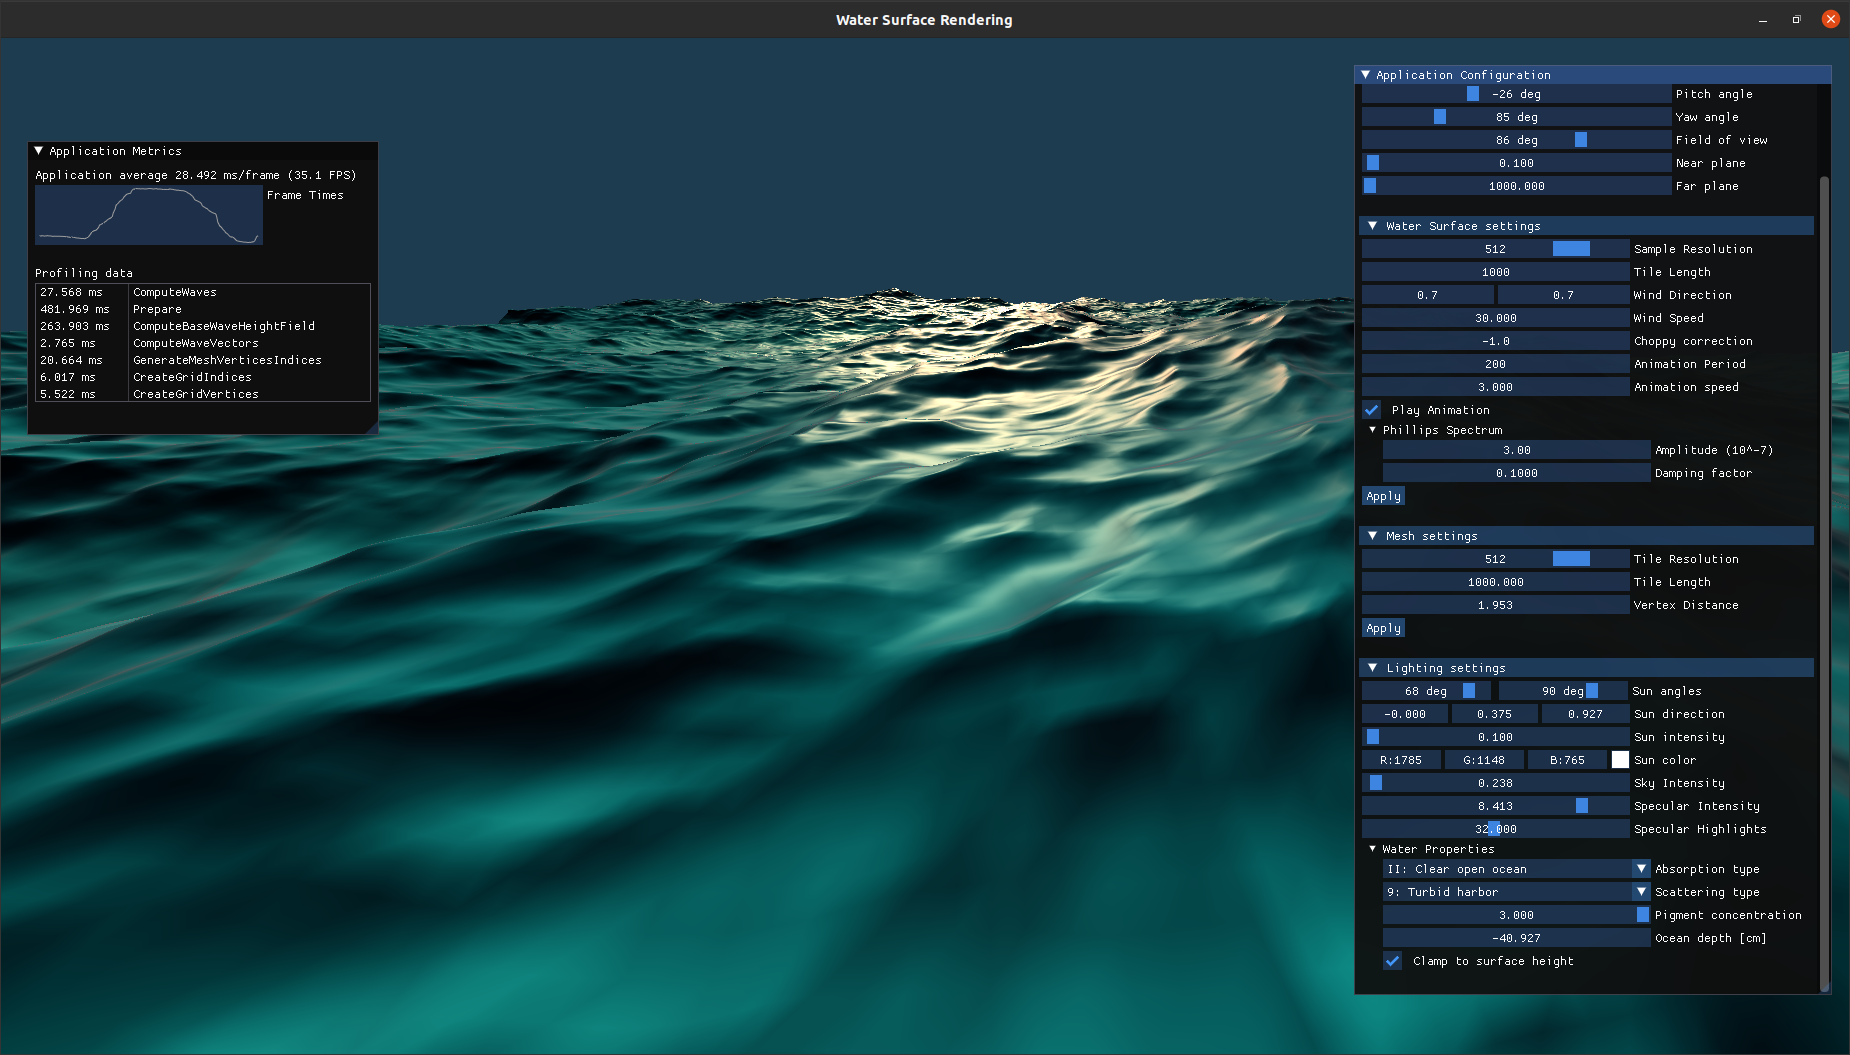 Water Surface Rendering
Application Metrics
Application average 28.492 ms/frame (35.1 FPS)
Frame Times
Profiling data
27.568 ms ComputeWaves
481.969 ms Prepare
263.903 ms ComputeBaseWaveHeightField
2.765 ms ComputeWaveVectors
20.664 ms GenerateMeshVerticesIndices
6.017 ms CreateGridIndices
5.522 ms CreateGridVertices
Application Configuration
-26 deg Pitch angle
85 deg Yaw angle
86 deg Field of view
0.100 Near plane
1000.000 Far plane
Water Surface settings
512 Sample Resolution
1000 Tile Length
0.7 0.7 Wind Direction
30.000 Wind Speed
-1.0 Choppy correction
200 Animation Period
3.000 Animation speed
Play Animation
Phillips Spectrum
3.00 Amplitude (10^-7)
0.1000 Damping factor
Apply
Mesh settings
512 Tile Resolution
1000.000 Tile Length
1.953 Vertex Distance
Apply
Lighting settings
68 deg 90 deg Sun angles
-0.000 0.375 0.927 Sun direction
0.100 Sun intensity
R:1785 G:1148 B:765 Sun color
0.238 Sky Intensity
8.413 Specular Intensity
32.000 Specular Highlights
Water Properties
II: Clear open ocean Absorption type
9: Turbid harbor Scattering type
3.000 Pigment concentration
-40.927 Ocean depth [cm]
Clamp to surface height